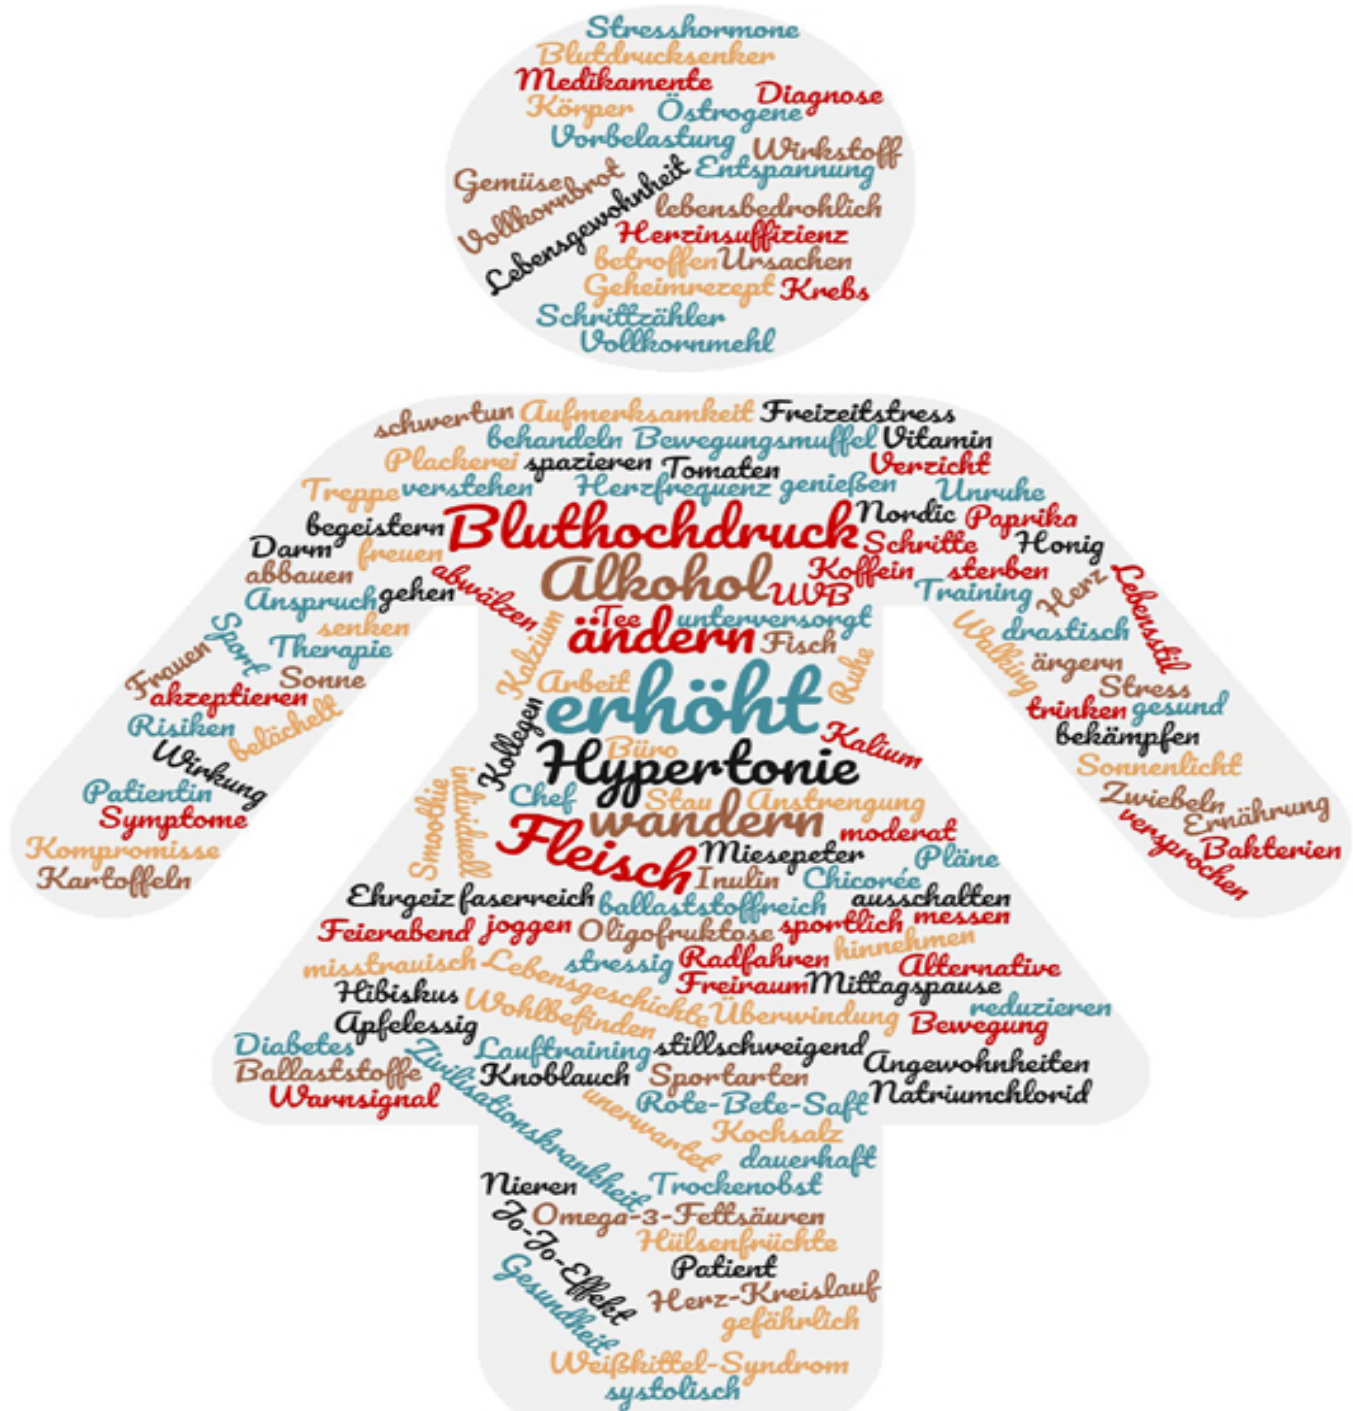 Stresshormone
Blutdrucksenker
Medikamente
Diagnose
Körper
Östrogene
Vorbelastung
Wirkstoff
Entspannung
Gemüse
Vollkornbrot
Lebensgewohnheit
lebensbedrohlich
Herzinsuffizienz
betroffen
Ursachen
Geheimrezept
Krebs
Schrittzähler
Vollkornmehl
schwertun
Aufmerksamkeit
Freizeitstress
behandeln
Bewegungsmuffel
Vitamin
Plackerei
spazieren
Tomaten
Verzicht
Treppe
verstehen
Herzfrequenz
genießen
Unruhe
begeistern
Bluthochdruck
Nordic
Paprika
Darm
freuen
Schritte
Honig
abbauen
abwälzen
Alkohol
Koffein
sterben
Lebensstil
Anspruch
gehen
UVB
Training
Herz
Sport
senken
Kalzium
Tee
unterversorgt
Walking
drastisch
Therapie
ändern
Fisch
Frauen
Sonne
Arbeit
Ruhe
ärgern
akzeptieren
erhöht
Stress
Risiken
belächelt
Kollegen
trinken
gesund
Wirkung
Büro
Kalium
bekämpfen
Hypertonie
Sonnenlicht
Patientin
Smoothie
individuell
Chef
Stau
Anstrengung
Zwiebeln
Ernährung
Symptome
wandern
moderat
versprochen
Kompromisse
Fleisch
Miesepeter
Pläne
Bakterien
Kartoffeln
Inulin
Chicorée
Ehrgeiz
faserreich
ballaststoffreich
ausschalten
Feierabend
joggen
Oligofruktose
sportlich
messen
misstrauisch
Lebensgeschichte
stressig
Radfahren
hinnehmen
Alternative
Hibiskus
Wohlbefinden
Freiraum
Mittagspause
reduzieren
Apfelessig
Überwindung
Bewegung
Diabetes
Zivilisationskrankheit
Lauftraining
stillschweigend
Angewohnheiten
Ballaststoffe
Knoblauch
Sportarten
Natriumchlorid
Warnsignal
unerwartet
Rote-Bete-Saft
Kochsalz
dauerhaft
Nieren
Trockenobst
Jo-Jo-Effekt
Omega-3-Fettsäuren
Hülsenfrüchte
Gesundheit
Patient
Herz-Kreislauf
gefährlich
Weißkittel-Syndrom
systolisch